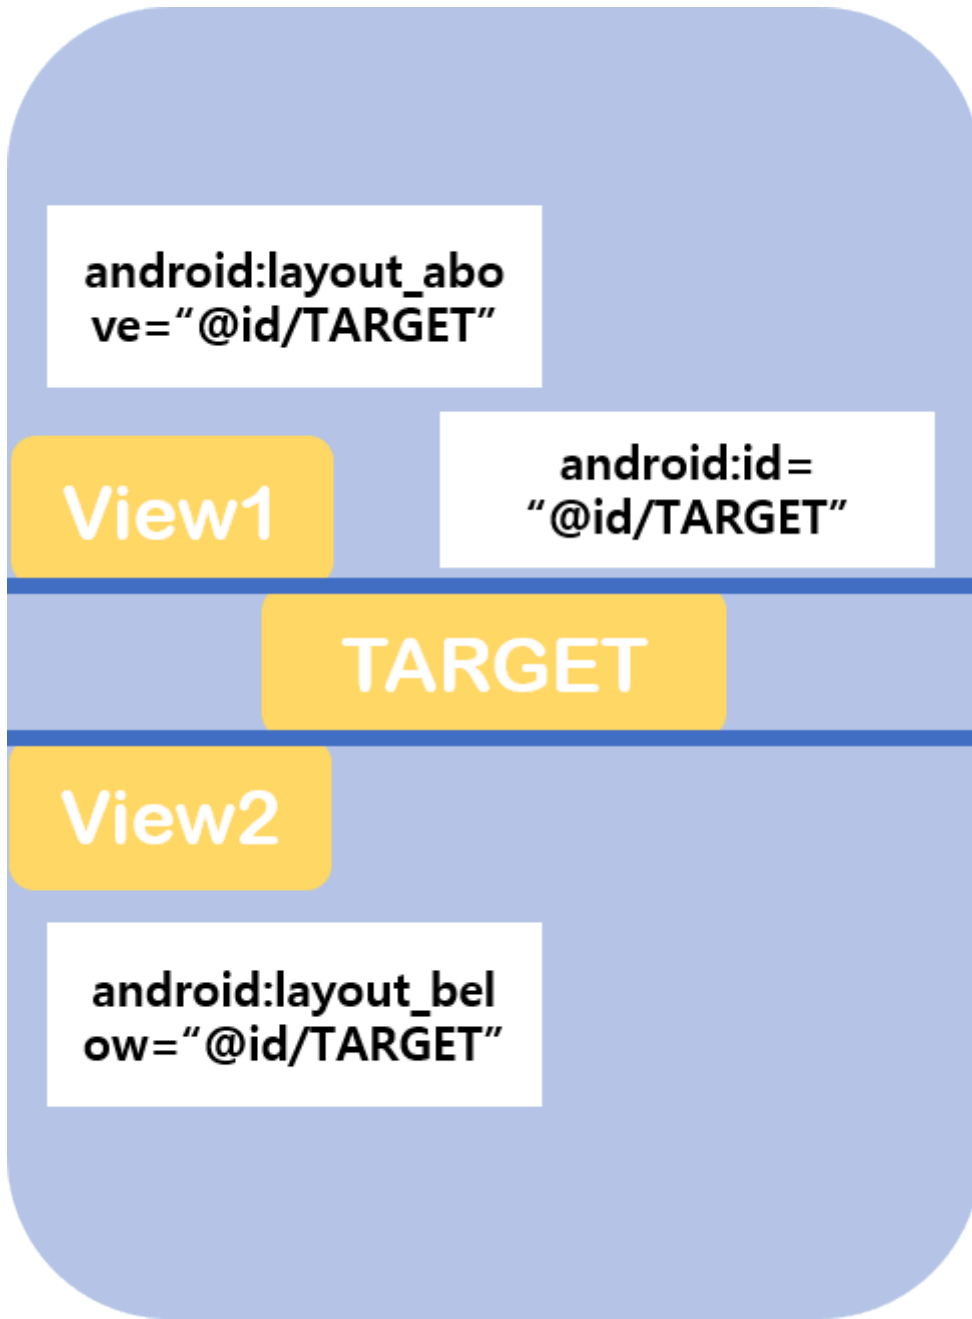 android:layout_abo
ve=“@id/TARGET”
android:id=
“@id/TARGET”
View1
TARGET
View2
android:layout_bel
ow=“@id/TARGET”